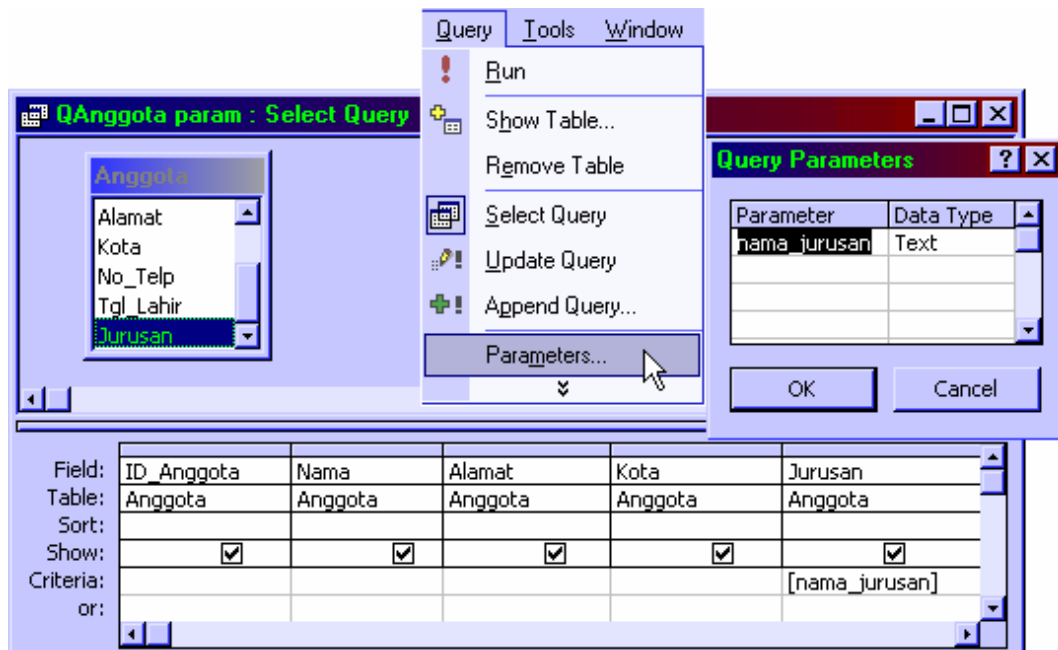 Query Tools Window
Run
Show Table...
Remove Table
Select Query
Update Query
Append Query...
Parameters...
QAnggota param : Select Query
Anggota
Alamat
Kota
No_Telp
Tgl_Lahir
Jurusan
Query Parameters
Parameter Data Type
nama_jurusan Text
OK Cancel
Field: ID_Anggota Nama Alamat Kota Jurusan
Table: Anggota Anggota Anggota Anggota Anggota
Sort:
Show:
Criteria: [nama_jurusan]
or: